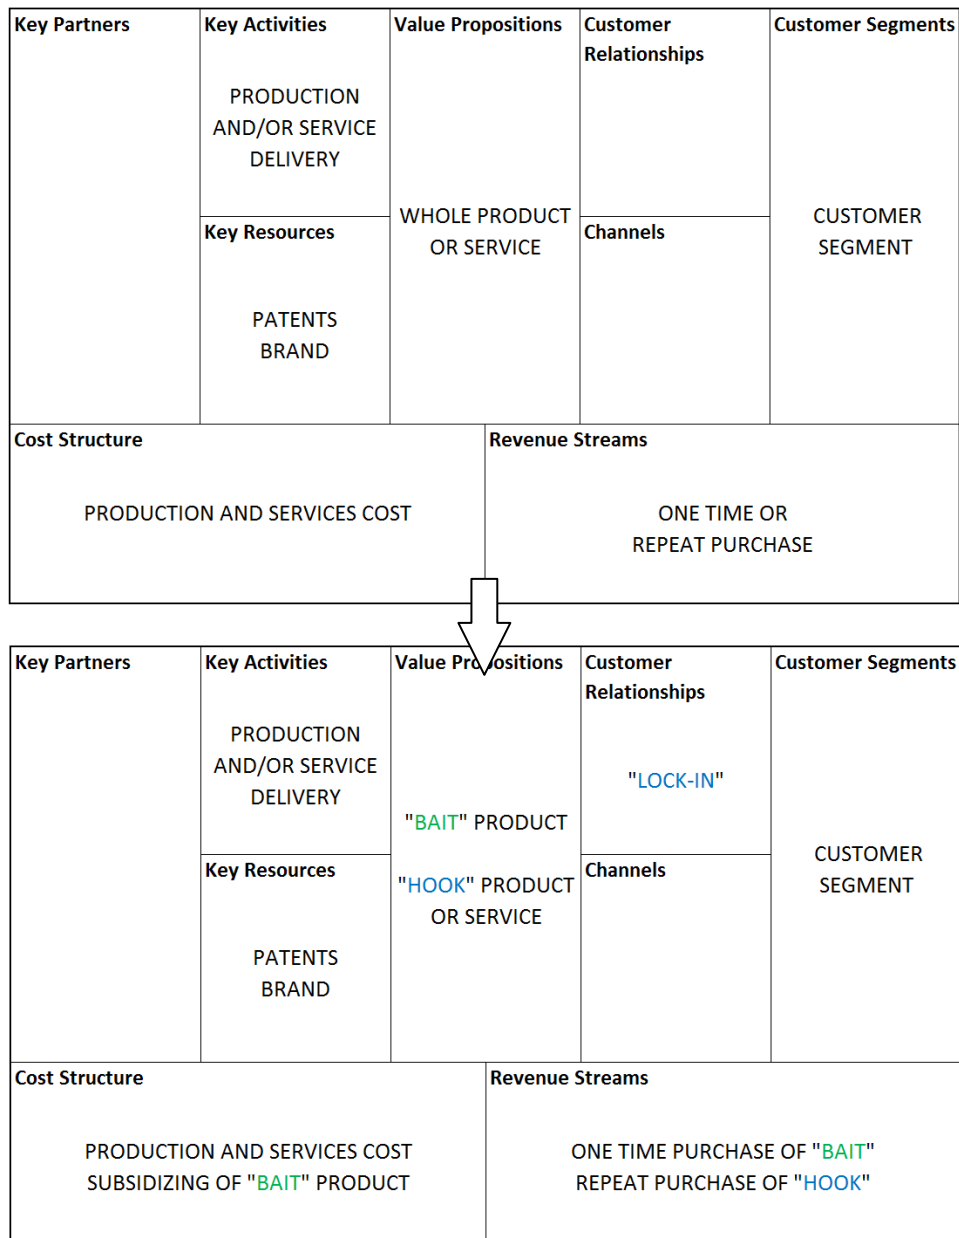 Key Partners
Key Activities
PRODUCTION
AND/OR SERVICE
DELIVERY
Key Resources
PATENTS
BRAND
Value Propositions
WHOLE PRODUCT
OR SERVICE
Customer
Relationships
Channels
Customer Segments
CUSTOMER
SEGMENT
Cost Structure
PRODUCTION AND SERVICES COST
Revenue Streams
ONE TIME OR
REPEAT PURCHASE
Key Partners
Key Activities
PRODUCTION
AND/OR SERVICE
DELIVERY
Key Resources
PATENTS
BRAND
Value Propositions
"BAIT" PRODUCT
"HOOK" PRODUCT
OR SERVICE
Customer
Relationships
"LOCK-IN"
Channels
Customer Segments
CUSTOMER
SEGMENT
Cost Structure
PRODUCTION AND SERVICES COST
SUBSIDIZING OF "BAIT" PRODUCT
Revenue Streams
ONE TIME PURCHASE OF "BAIT"
REPEAT PURCHASE OF "HOOK"